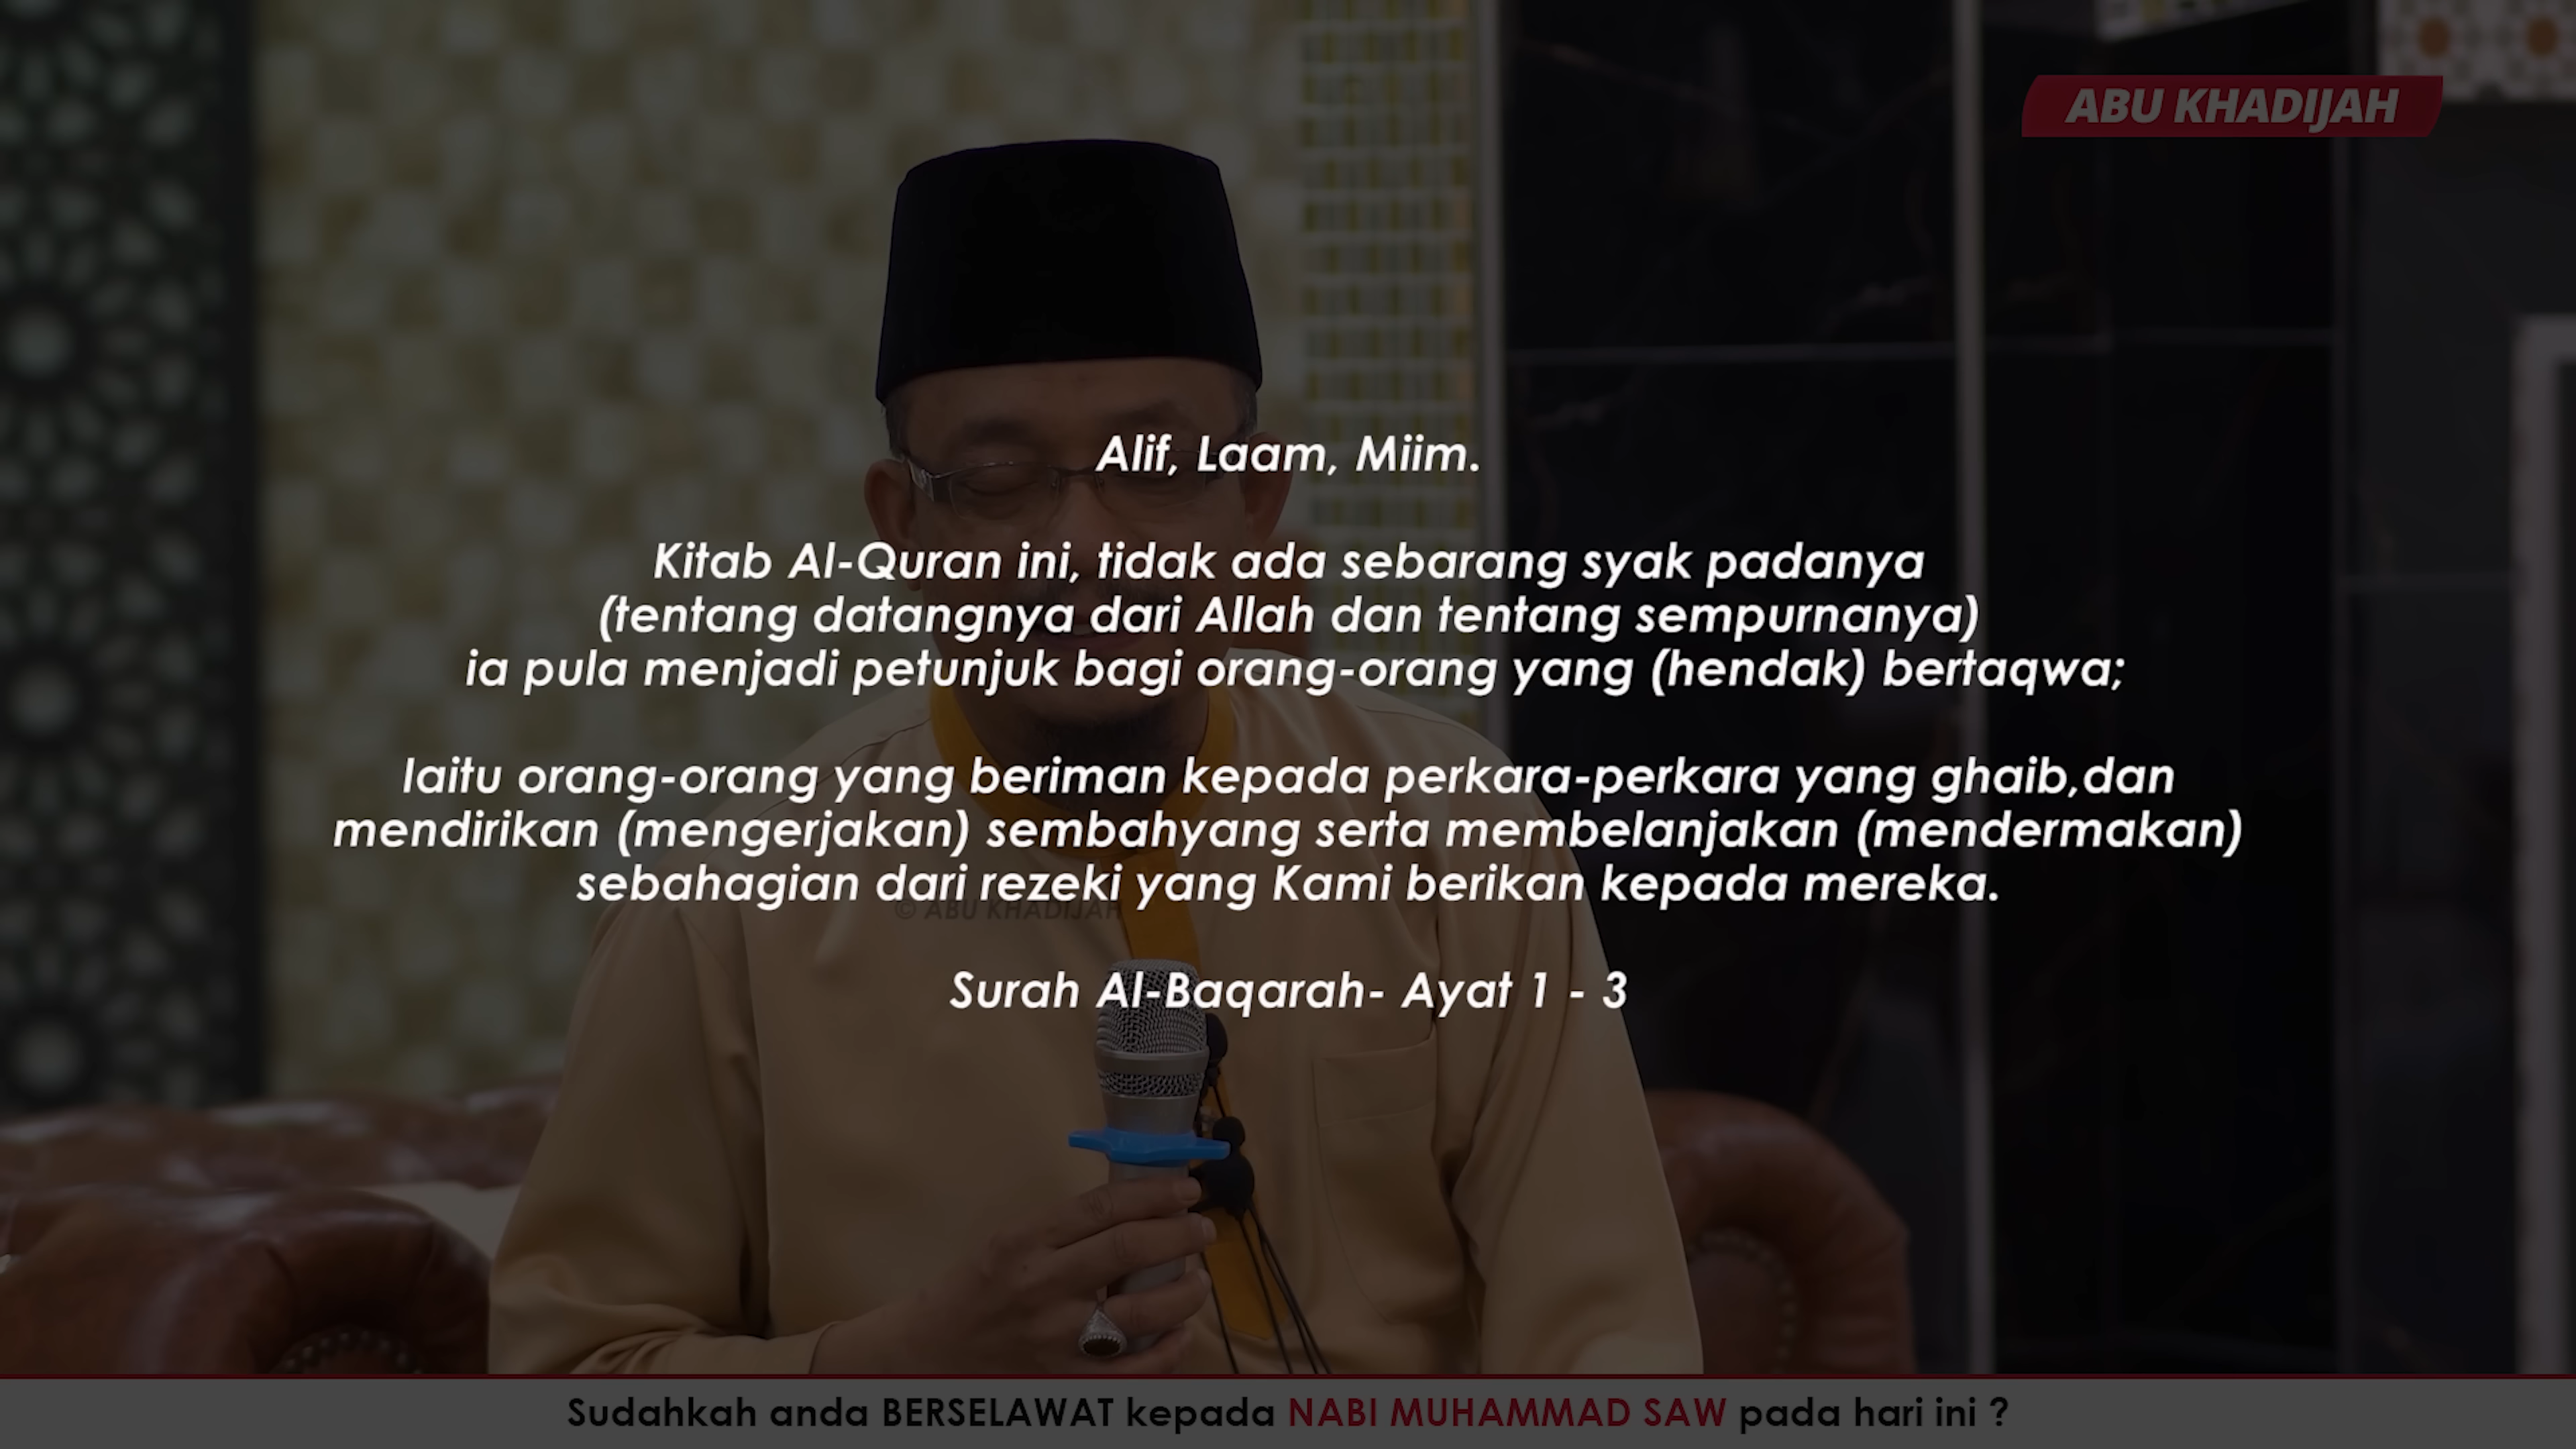 ABU KHADIJAH
Alif, Laam, Miim.
Kitab Al-Quran ini, tidak ada sebarang syak padanya
(tentang datangnya dari Allah dan tentang sempurnanya)
ia pula menjadi petunjuk bagi orang-orang yang (hendak) bertaqwa;
Iaitu orang-orang yang beriman kepada perkara-perkara yang ghaib,dan
mendirikan (mengerjakan) sembahyang serta membelanjakan (mendermakan)
sebahagian dari rezeki yang Kami berikan kepada mereka.
© ABU KHADIJAH
Surah Al-Baqarah- Ayat 1 - 3
Sudahkah anda BERSELAWAT kepada NABI MUHAMMAD SAW pada hari ini ?